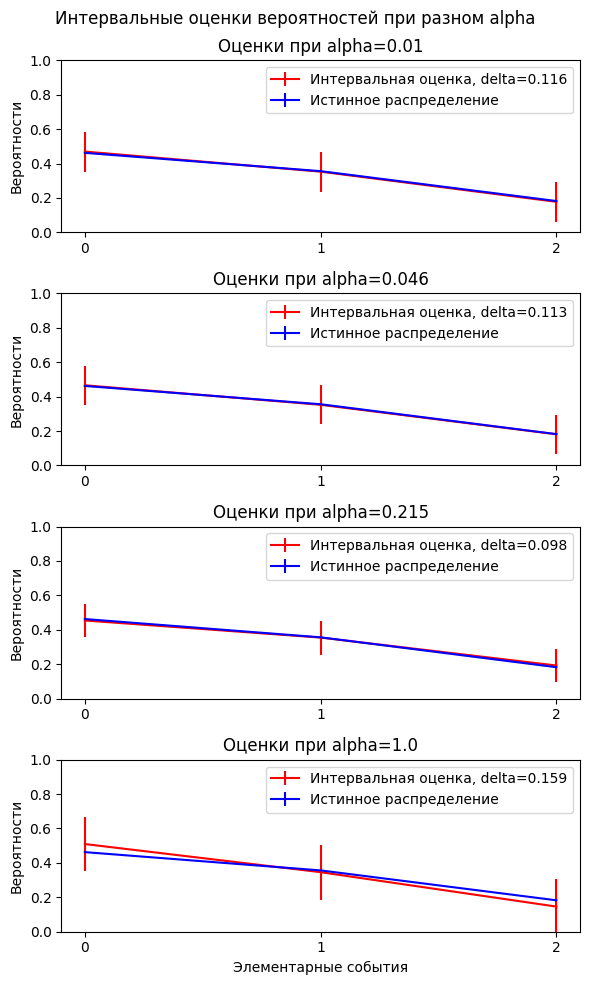 Интервальные оценки вероятностей при разном alpha
Оценки при alpha=0.01
Вероятности
1.0
0.8
0.6
0.4
0.2
0.0
Интервальная оценка, delta=0.116
Истинное распределение
0 1 2
Оценки при alpha=0.046
Вероятности
1.0
0.8
0.6
0.4
0.2
0.0
Интервальная оценка, delta=0.113
Истинное распределение
0 1 2
Оценки при alpha=0.215
Вероятности
1.0
0.8
0.6
0.4
0.2
0.0
Интервальная оценка, delta=0.098
Истинное распределение
0 1 2
Оценки при alpha=1.0
Вероятности
1.0
0.8
0.6
0.4
0.2
0.0
Интервальная оценка, delta=0.159
Истинное распределение
0 1 2
Элементарные события